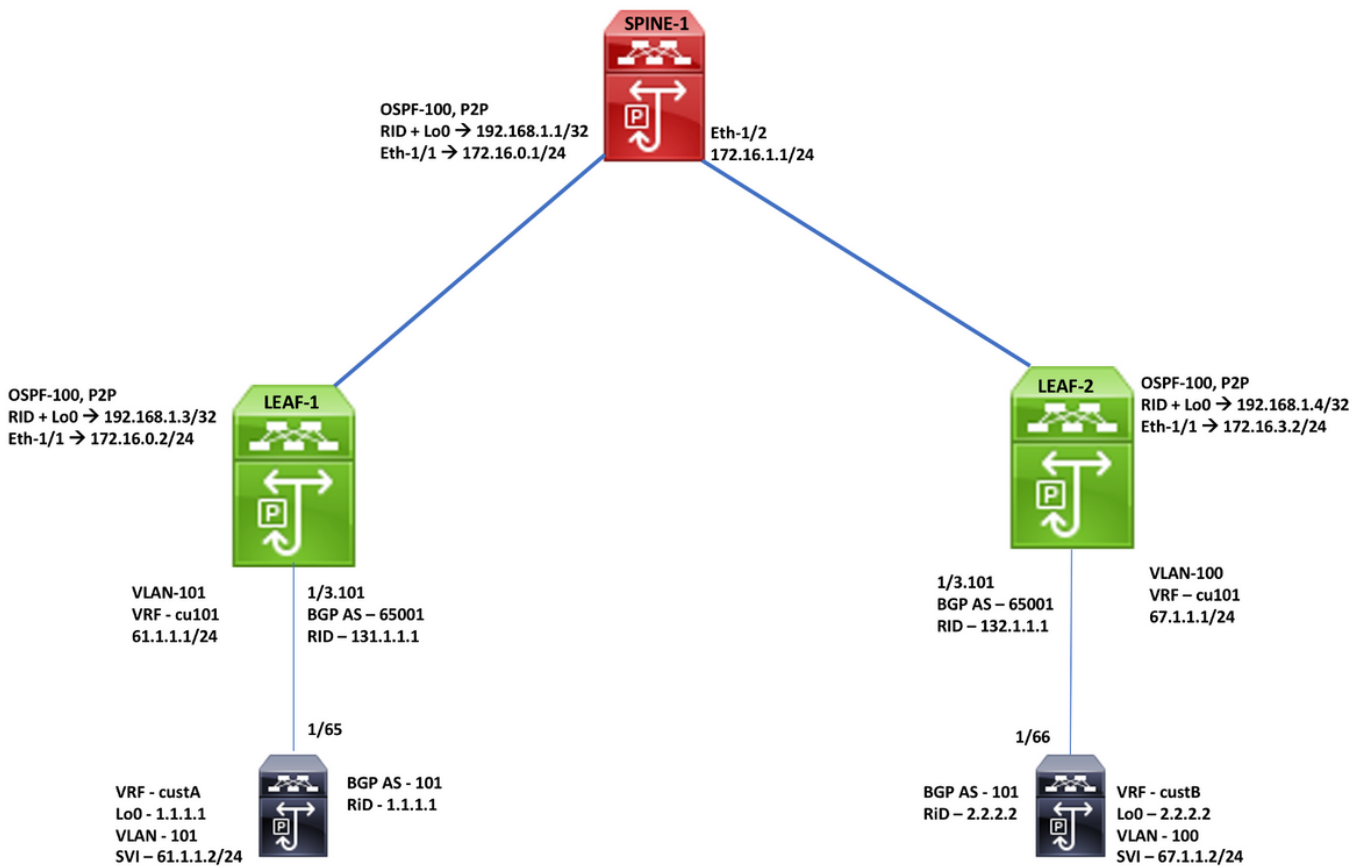 SPINE-1
OSPF-100, P2P
RID + Lo0 → 192.168.1.1/32
Eth-1/1 → 172.16.0.1/24
Eth-1/2
172.16.1.1/24
OSPF-100, P2P
RID + Lo0 → 192.168.1.3/32
Eth-1/1 → 172.16.0.2/24
LEAF-1
P
LEAF-2
P
OSPF-100, P2P
RID + Lo0 → 192.168.1.4/32
Eth-1/1 → 172.16.3.2/24
P
VLAN-101
VRF - cu101
61.1.1.1/24
1/3.101
BGP AS – 65001
RID – 131.1.1.1
1/3.101
BGP AS – 65001
RID – 132.1.1.1
VLAN-100
VRF – cu101
67.1.1.1/24
1/65
1/66
VRF - custA
Lo0 - 1.1.1.1
VLAN - 101
SVI – 61.1.1.2/24
P
BGP AS - 101
RiD - 1.1.1.1
BGP AS - 101
RiD – 2.2.2.2
P
VRF - custB
Lo0 – 2.2.2.2
VLAN - 100
SVI – 67.1.1.2/24